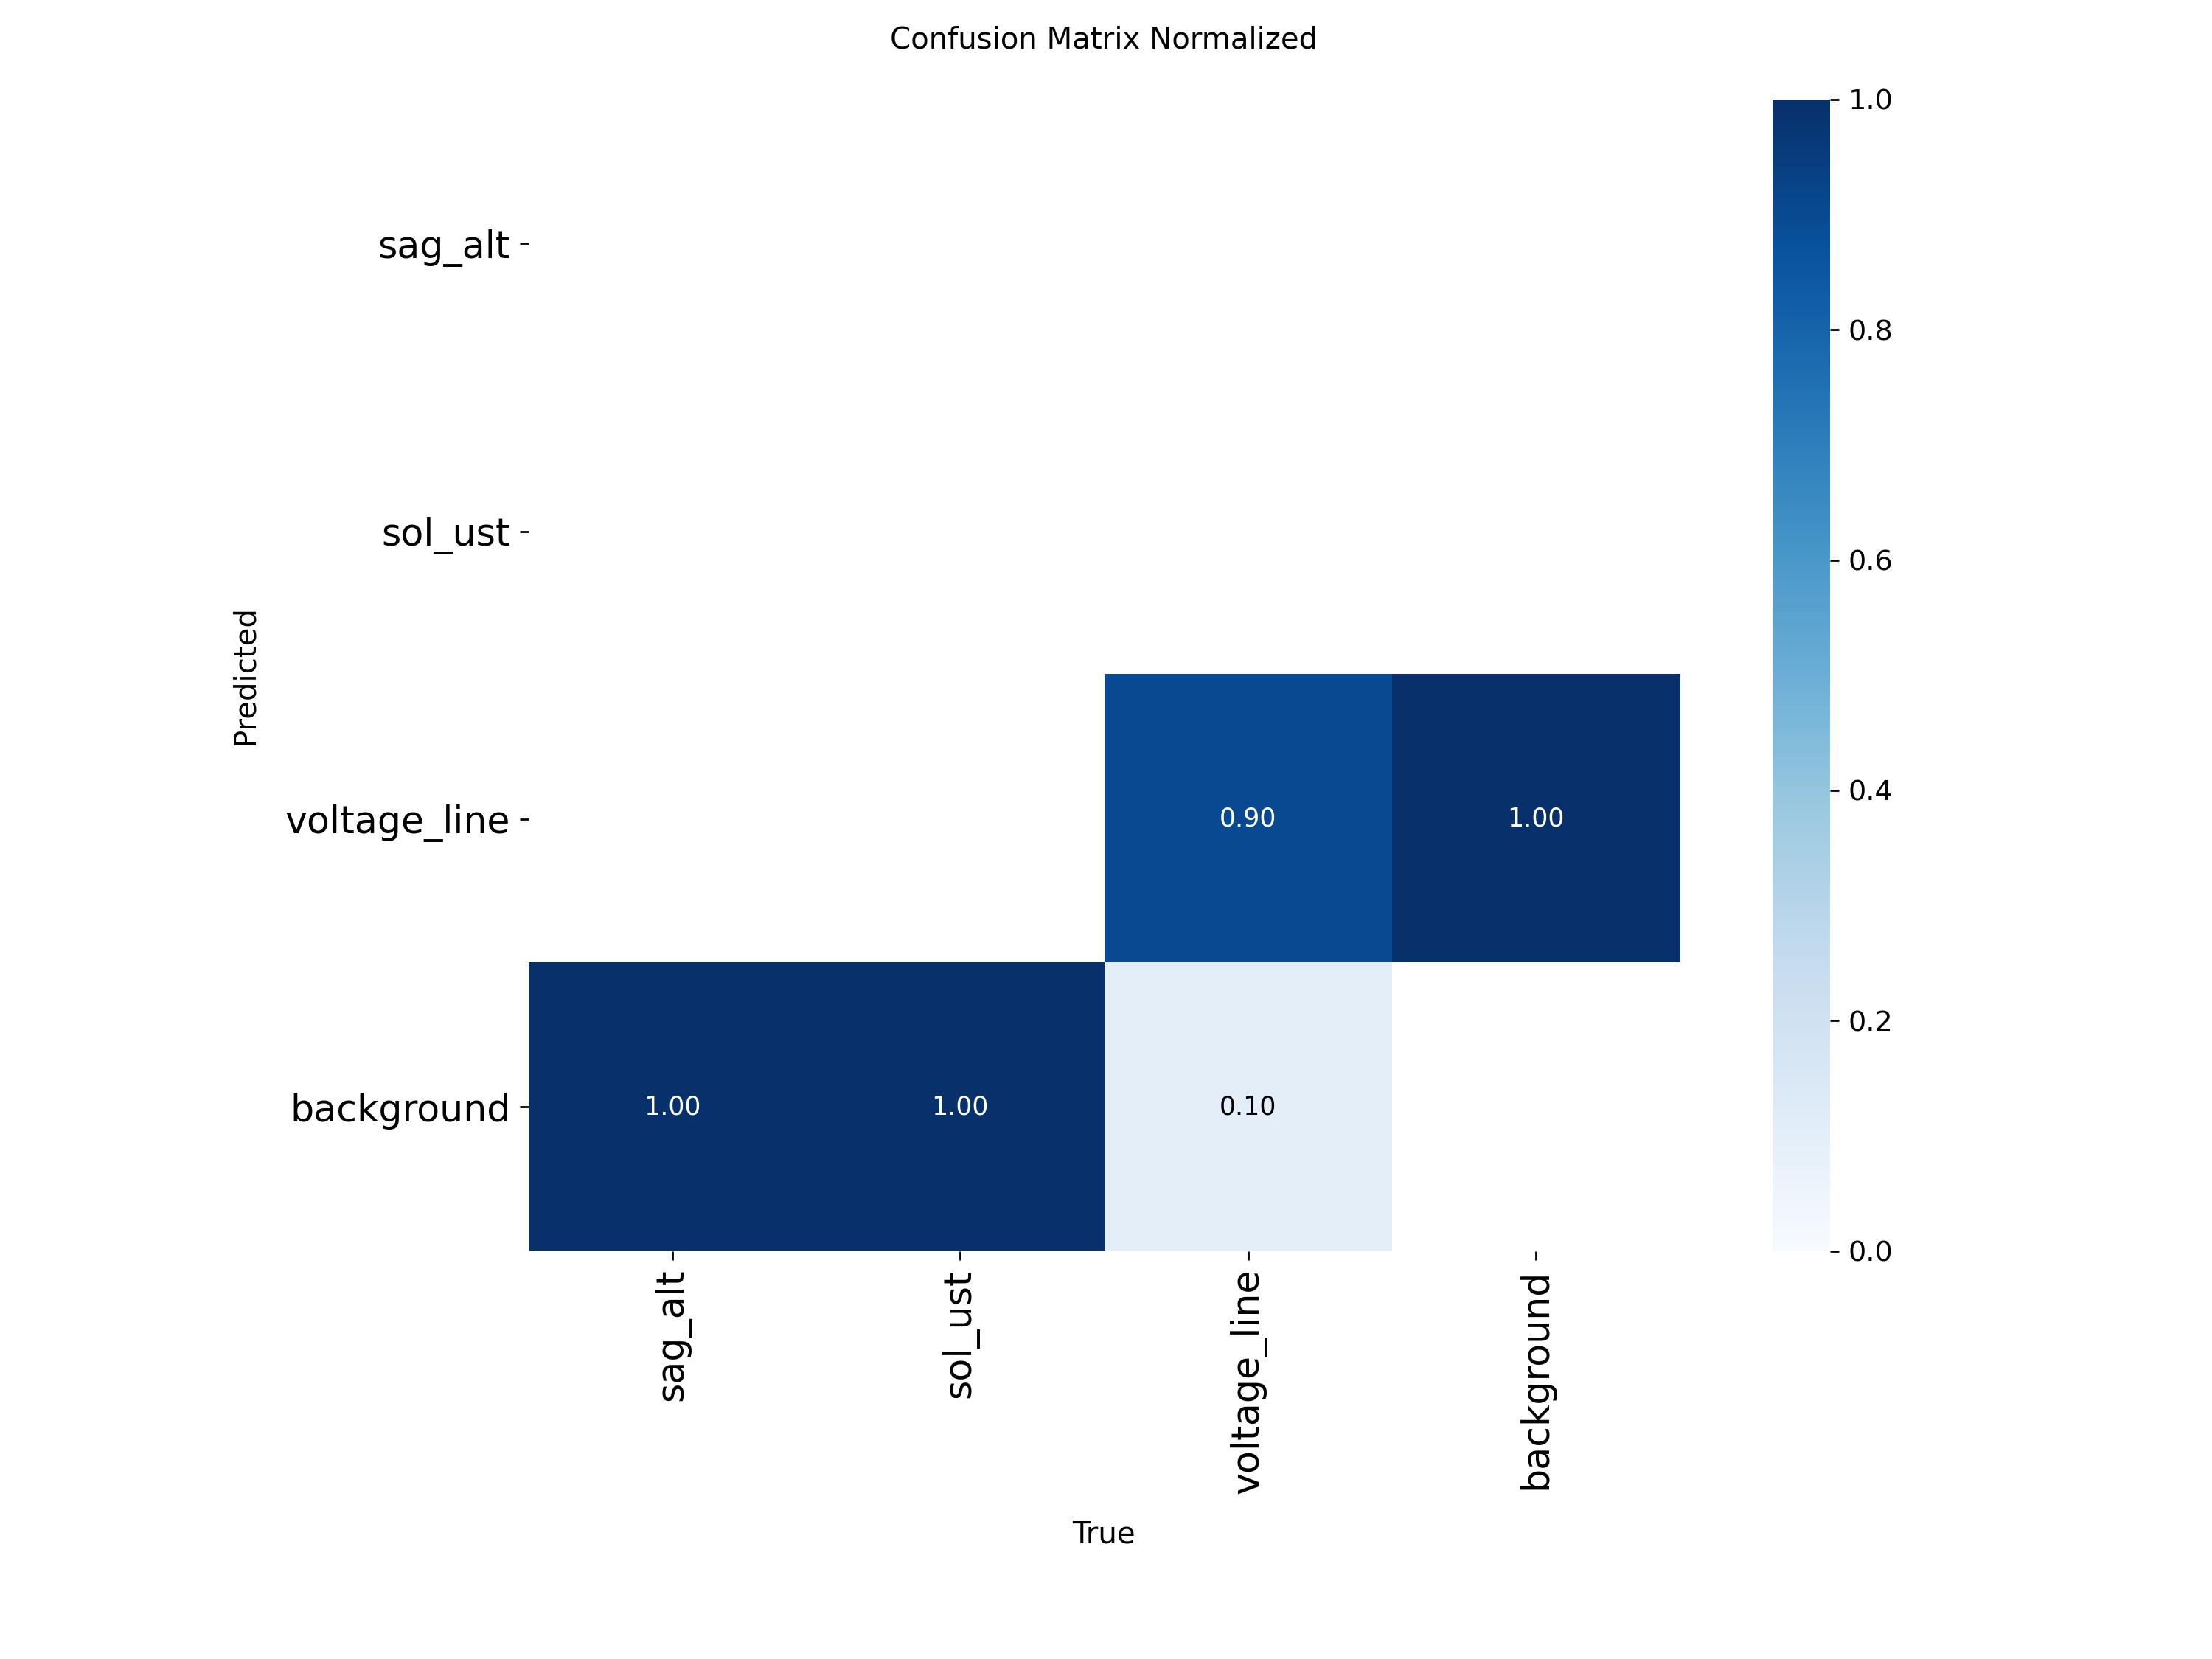 Confusion Matrix Normalized
sag_alt
sol_ust
voltage_line
background
Predicted
0.90
1.00
1.00
1.00
0.10
sag_alt
sol_ust
voltage_line
background
True
1.0
0.8
0.6
0.4
0.2
0.0